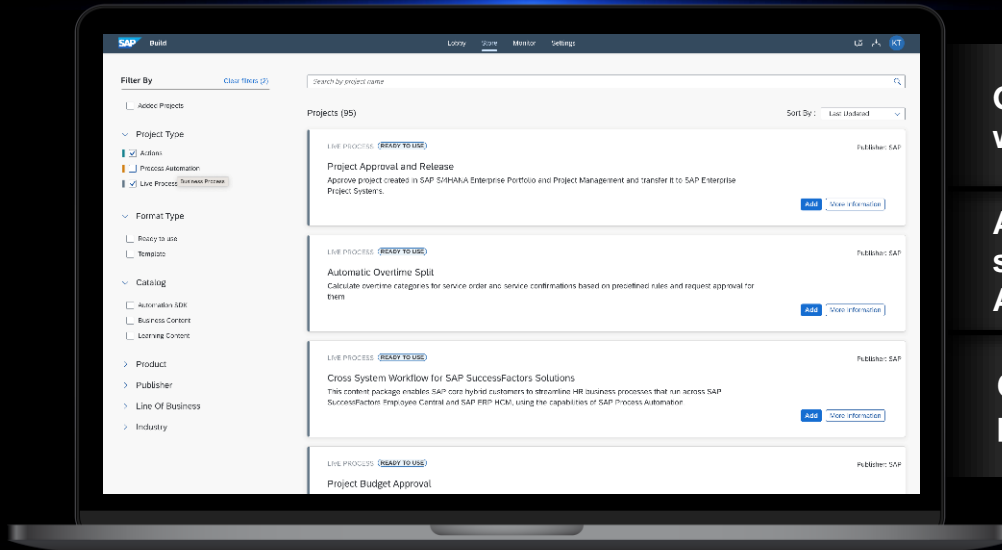 SAP Build
Lobby Store Monitor Settings
KT
Filter By
Clear filters (2)
Added Projects
Project Type
Actions
Process Automation
Live Process
Business Process
Format Type
Ready to use
Template
Catalog
Automation SDK
Business Content
Learning Content
Product
Publisher
Line Of Business
Industry
Search by project name
Projects (95)
Sort By : Last Updated
LIVE PROCESS READY TO USE
Publisher: SAP
Project Approval and Release
Approve project created in SAP S/4HANA Enterprise Portfolio and Project Management and transfer it to SAP Enterprise
Project Systems.
Add More Information
LIVE PROCESS READY TO USE
Publisher: SAP
Automatic Overtime Split
Calculate overtime categories for service order and service confirmations based on predefined rules and request approval for
them
Add More Information
LIVE PROCESS READY TO USE
Publisher: SAP
Cross System Workflow for SAP SuccessFactors Solutions
This content package enables SAP core hybrid customers to streamline HR business processes that run across SAP
SuccessFactors Employee Central and SAP ERP HCM, using the capabilities of SAP Process Automation
Add More Information
LIVE PROCESS READY TO USE
Publisher: SAP
Project Budget Approval